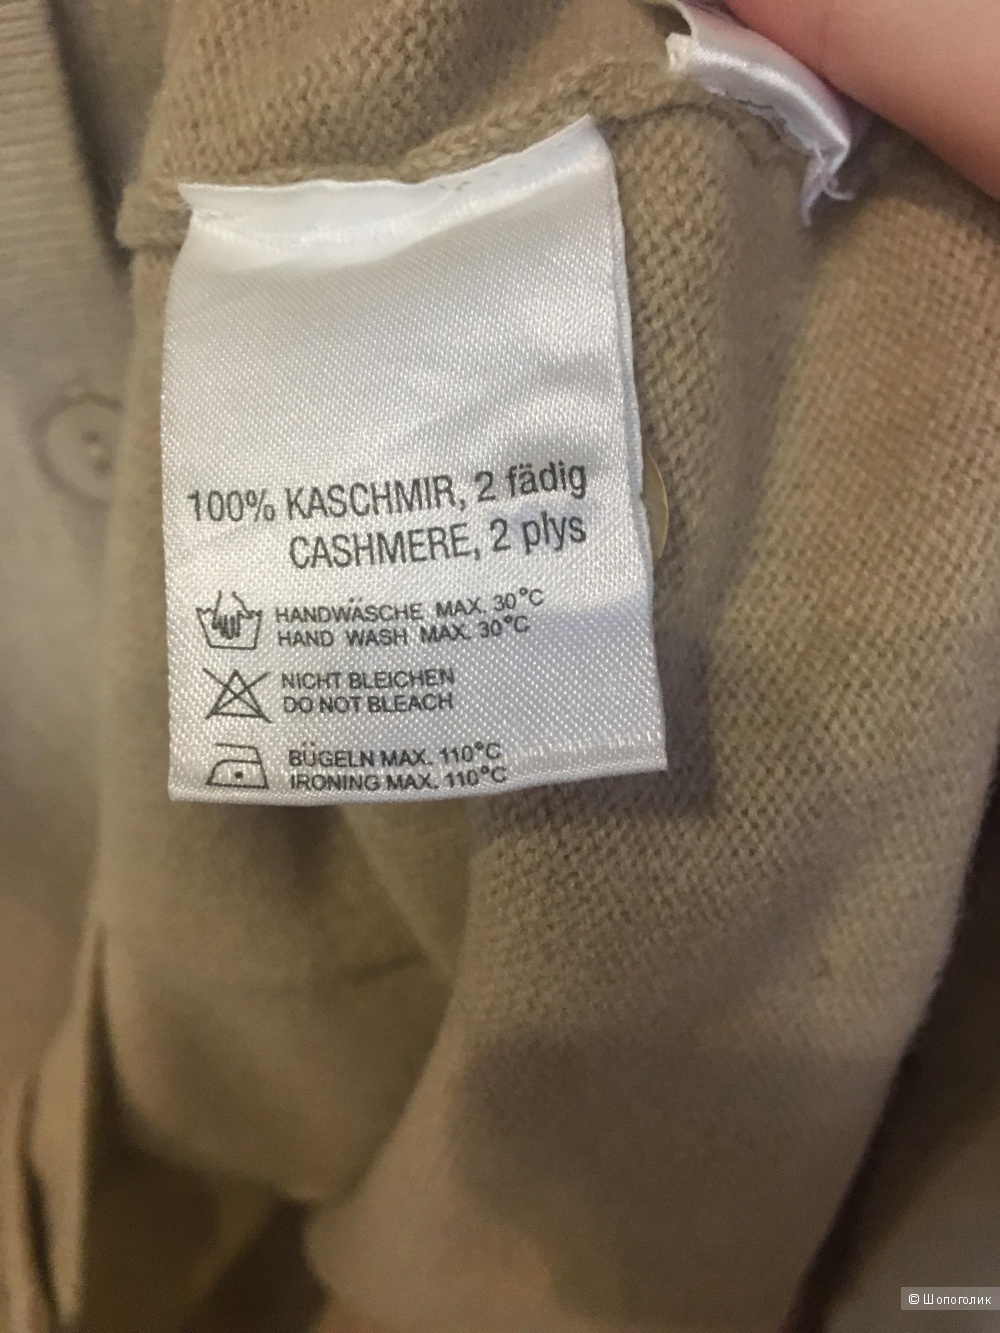 100% KASCHMIR, 2 fädig
CASHMERE, 2 plys
HANDWÄSCHE MAX. 30°C
HAND WASH MAX. 30°C
NICHT BLEICHEN
DO NOT BLEACH
BÜGELN MAX. 110°C
IRONING MAX. 110°C
© Шопоголик